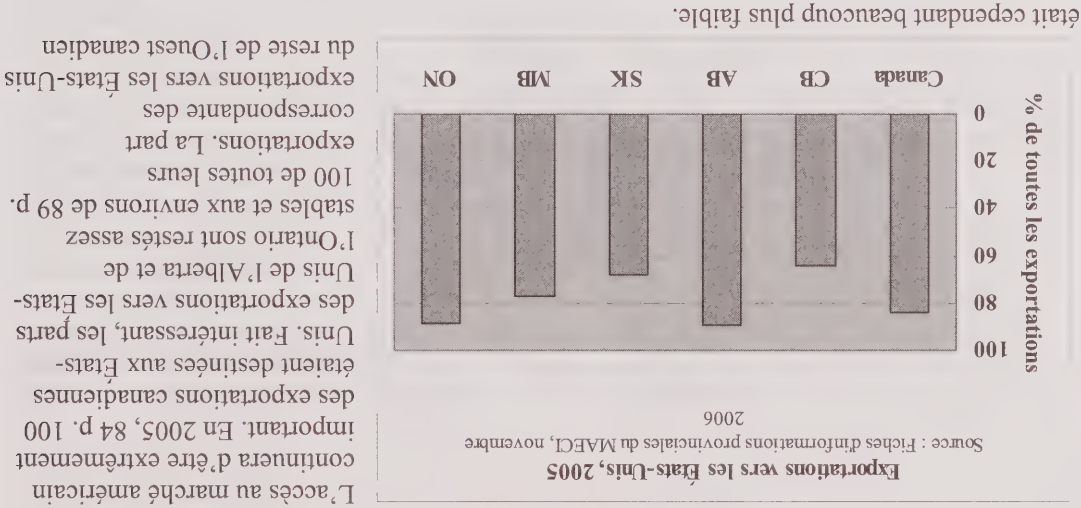 Exportations vers les États-Unis, 2005
Source : Fiches d'informations provinciales du MAECI, novembre
2006
% de toutes les exportations
100
80
60
40
20
0
Canada CB AB SK MB ON
L'accès au marché américain
continuera d'être extrêmement
important. En 2005, 84 p. 100
des exportations canadiennes
étaient destinées aux États-
Unis. Fait intéressant, les parts
des exportations vers les États-
Unis de l'Alberta et de
l'Ontario sont restés assez
stables et aux environs de 89 p.
100 de toutes leurs
exportations. La part
correspondante des
exportations vers les États-Unis
du reste de l'Ouest canadien
était cependant beaucoup plus faible.